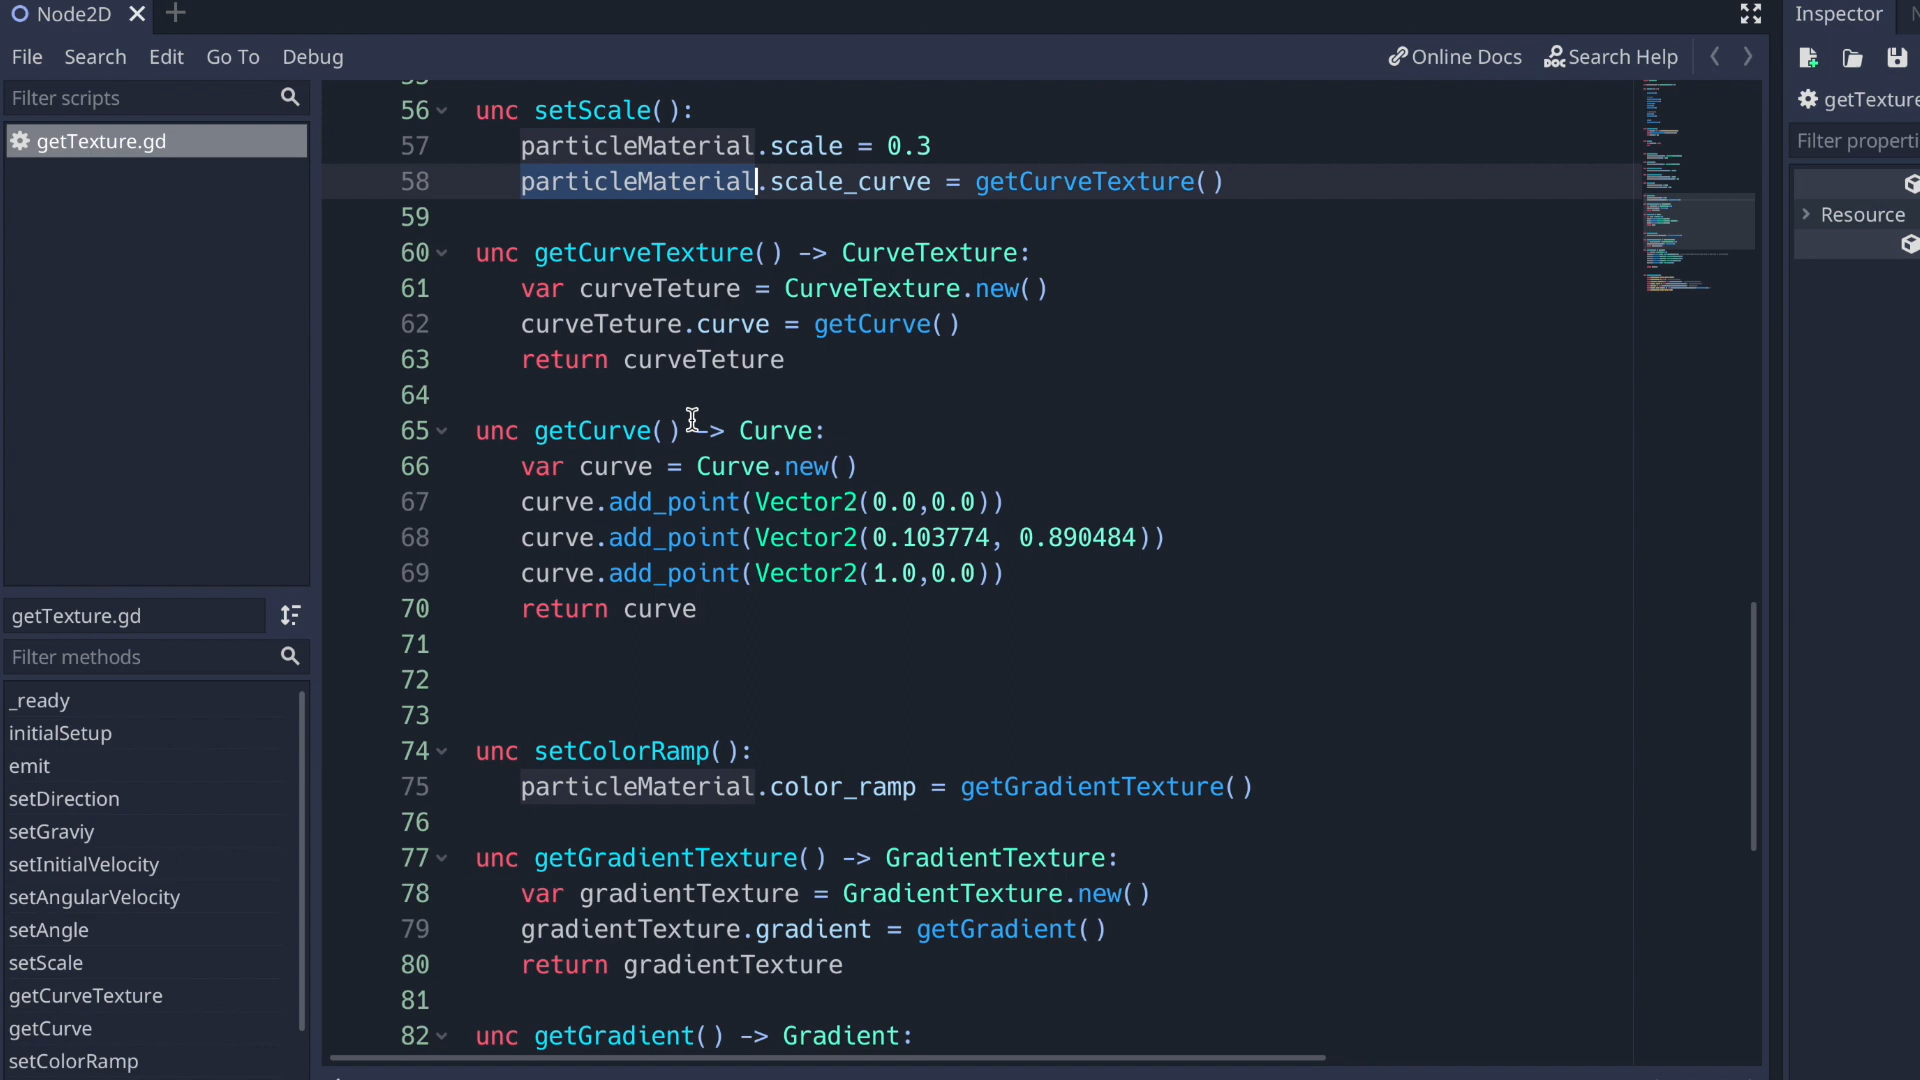 Node2D
Inspector
File Search Edit Go To Debug
Online Docs Search Help
Filter scripts
getTexture.gd
getTexture.gd
Filter methods
_ready
initialSetup
emit
setDirection
setGraviy
setInitialVelocity
setAngularVelocity
setAngle
setScale
getCurveTexture
getCurve
setColorRamp
56 unc setScale():
57 particleMaterial.scale = 0.3
58 particleMaterial.scale_curve = getCurveTexture()
59
60 unc getCurveTexture() -> CurveTexture:
61 var curveTeture = CurveTexture.new()
62 curveTeture.curve = getCurve()
63 return curveTeture
64
65 unc getCurve() -> Curve:
66 var curve = Curve.new()
67 curve.add_point(Vector2(0.0,0.0))
68 curve.add_point(Vector2(0.103774, 0.890484))
69 curve.add_point(Vector2(1.0,0.0))
70 return curve
71
72
73
74 unc setColorRamp():
75 particleMaterial.color_ramp = getGradientTexture()
76
77 unc getGradientTexture() -> GradientTexture:
78 var gradientTexture = GradientTexture.new()
79 gradientTexture.gradient = getGradient()
80 return gradientTexture
81
82 unc getGradient() -> Gradient:
getTexture
Filter properti
Resource